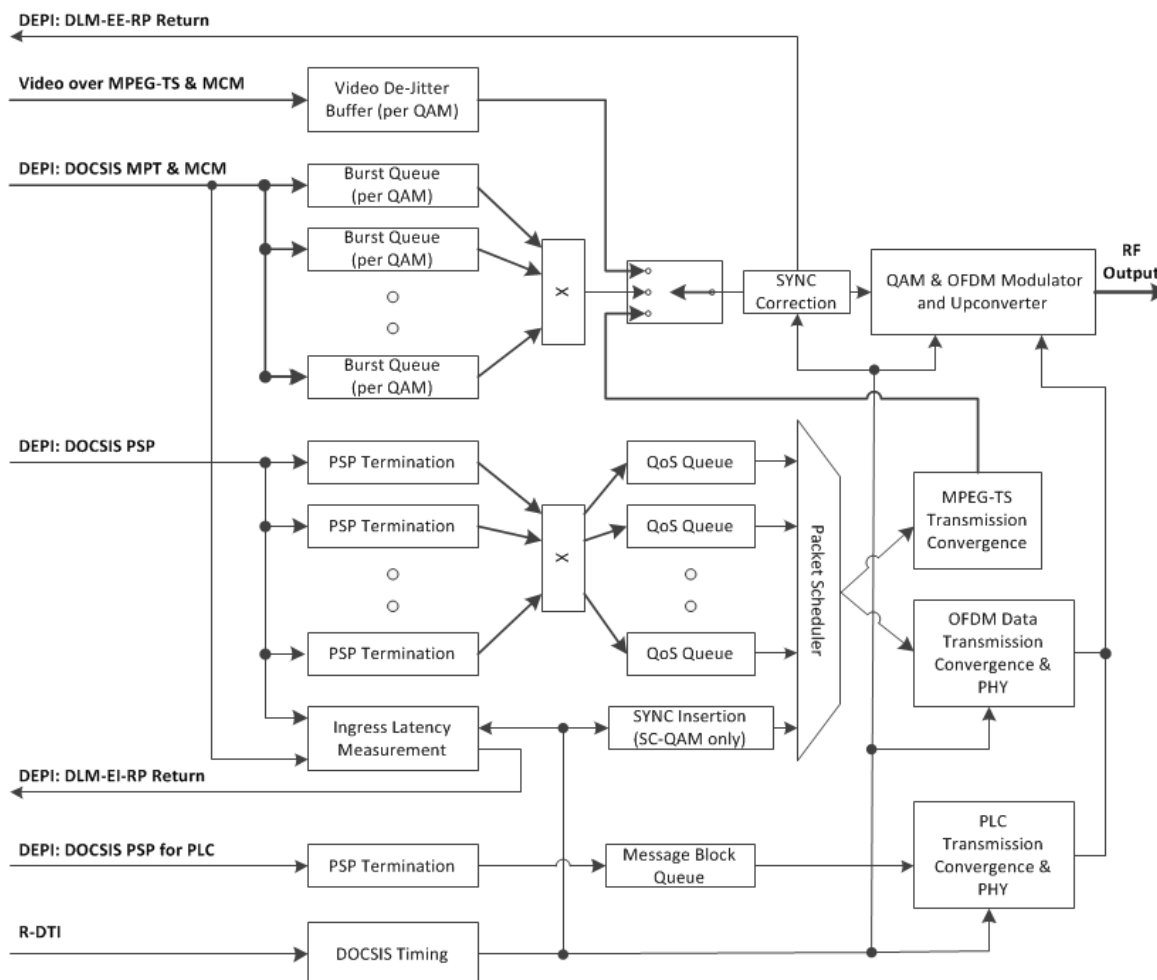 DEPI: DLM-EE-RP Return
Video over MPEG-TS & MCM
Video De-Jitter
Buffer (per QAM)
DEPI: DOCSIS MPT & MCM
Burst Queue
(per QAM)
Burst Queue
(per QAM)
Burst Queue
(per QAM)
X
SYNC
Correction
QAM & OFDM Modulator
and Upconverter
RF
Output
DEPI: DOCSIS PSP
PSP Termination
PSP Termination
PSP Termination
X
QoS Queue
QoS Queue
QoS Queue
Packet Scheduler
MPEG-TS
Transmission
Convergence
OFDM Data
Transmission
Convergence &
PHY
Ingress Latency
Measurement
SYNC Insertion
(SC-QAM only)
DEPI: DLM-EI-RP Return
DEPI: DOCSIS PSP for PLC
PSP Termination
Message Block
Queue
PLC
Transmission
Convergence &
PHY
R-DTI
DOCSIS Timing